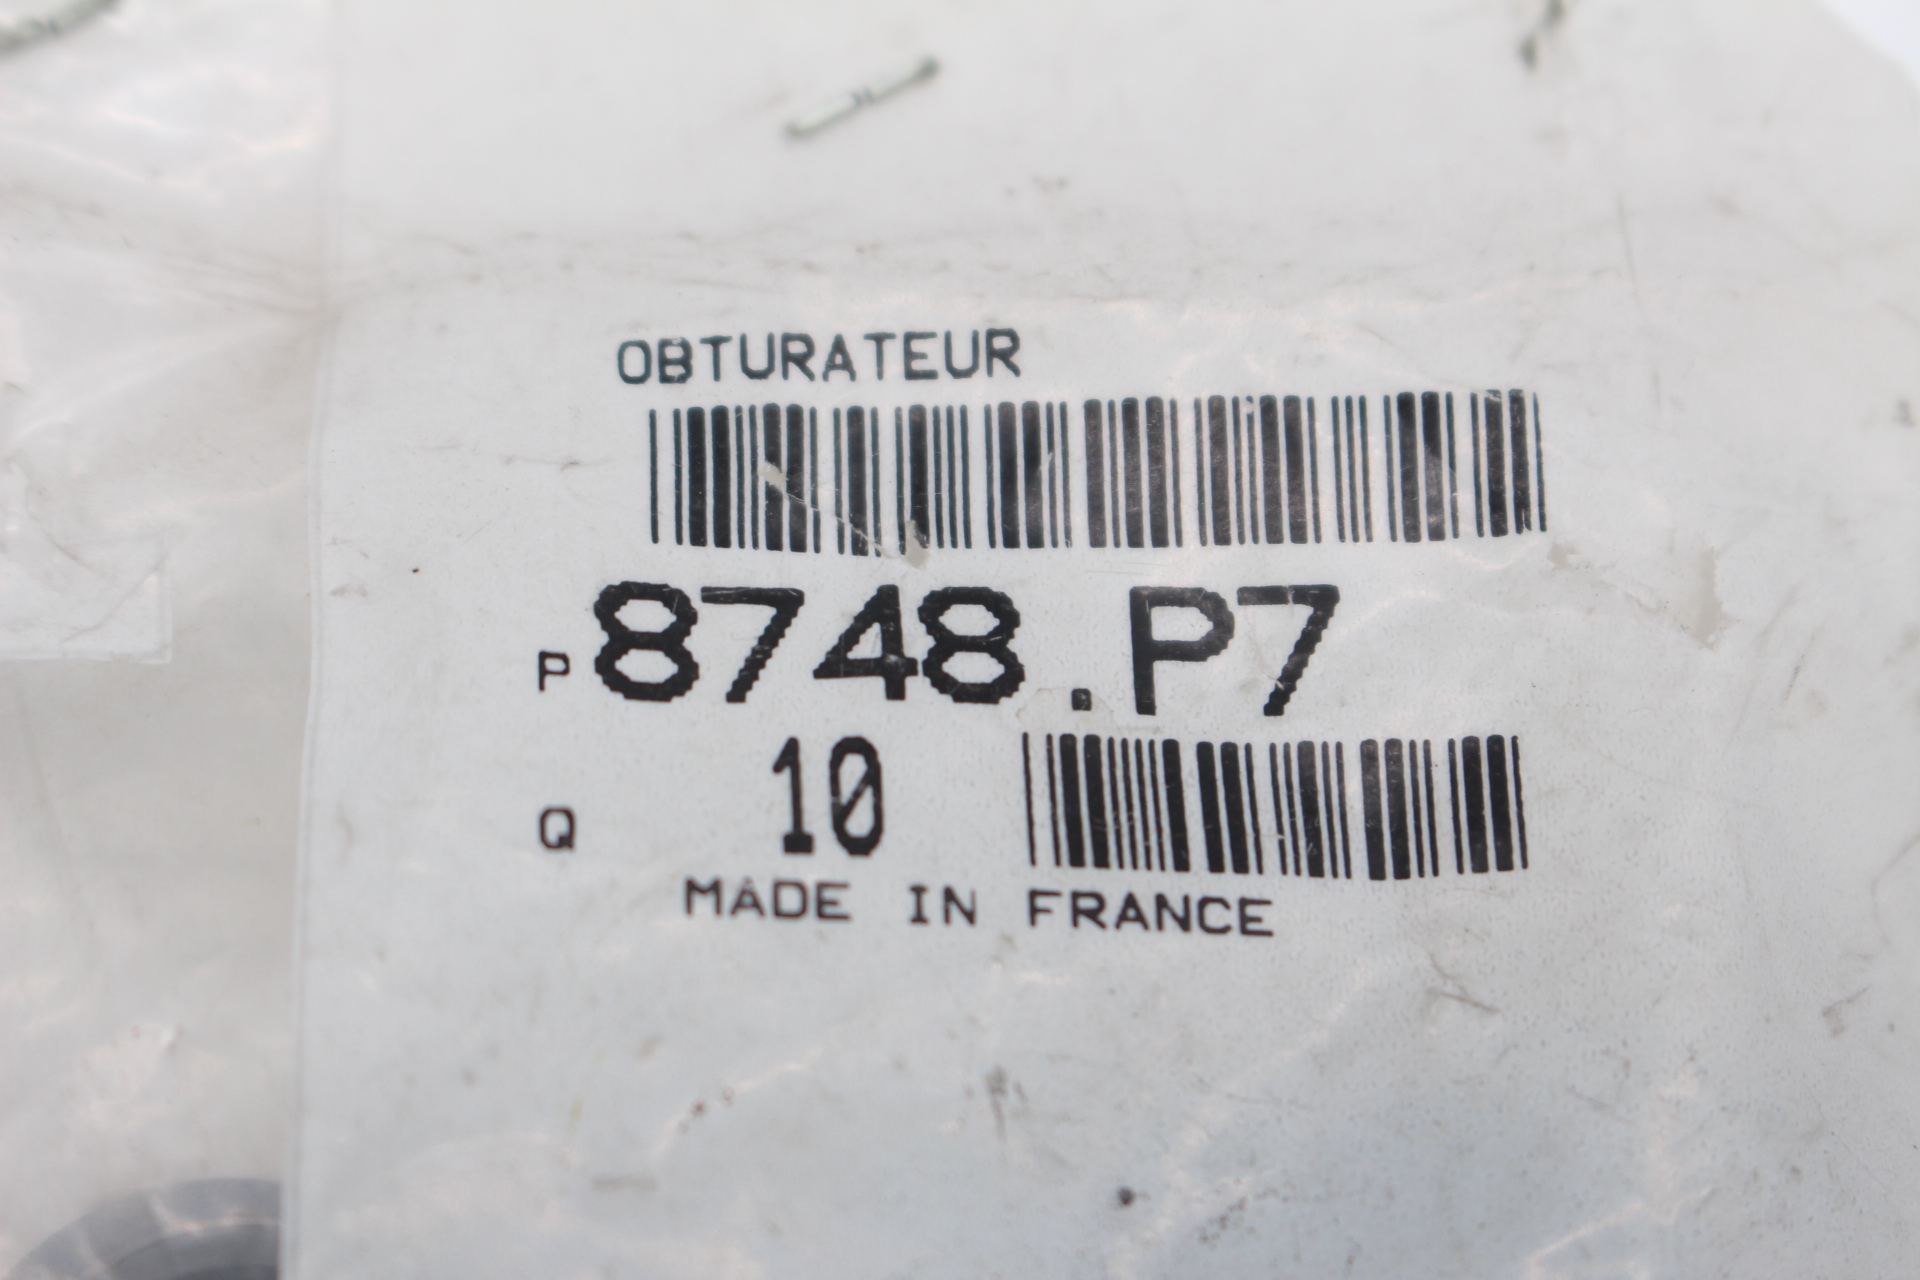 OBTURATEUR
P 8748.P7
Q 10
MADE IN FRANCE